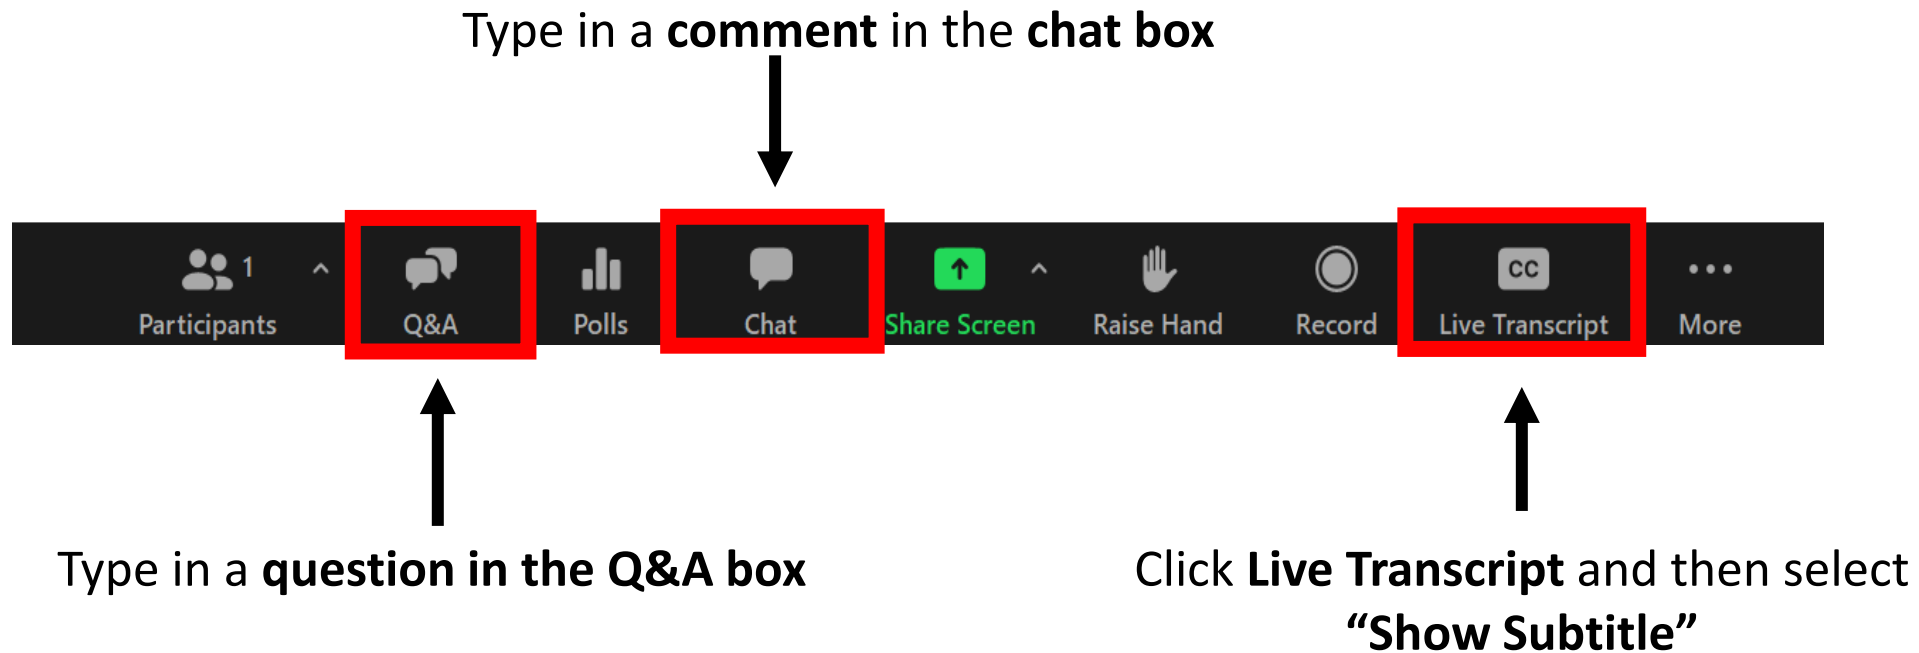 Type in a comment in the chat box
1
Participants
Q&A
Polls
Chat
Share Screen
Raise Hand
Record
CC
Live Transcript
More
Type in a question in the Q&A box
Click Live Transcript and then select
“Show Subtitle”